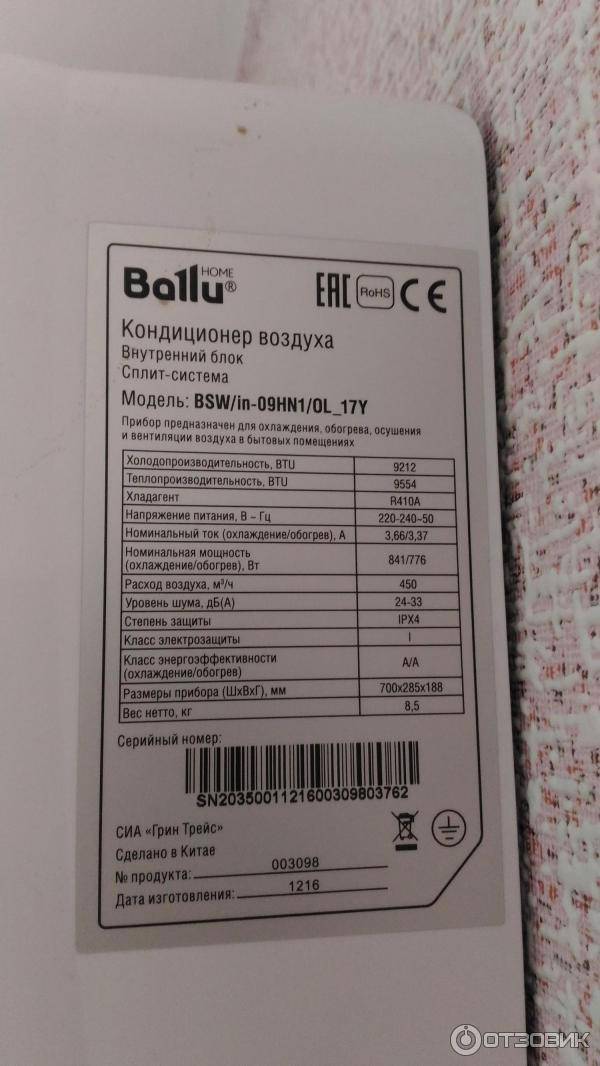 Ballu® HOME
EAC RoHS CE
Кондиционер воздуха
Внутренний блок
Сплит-система
Модель: BSW/in-09HN1/OL_17Y
Прибор предназначен для охлаждения, обогрева, осушения
и вентиляции воздуха в бытовых помещениях
Холодопроизводительность, BTU 9212
Теплопроизводительность, BTU 9554
Хладагент R410A
Напряжение питания, В ~ Гц 220-240~50
Номинальный ток (охлаждение/обогрев), А 3,66/3,37
Номинальная мощность
(охлаждение/обогрев), Вт 841/776
Расход воздуха, м³/ч 450
Уровень шума, дБ(А) 24-33
Степень защиты IPX4
Класс электрозащиты I
Класс энергоэффективности
(охлаждение/обогрев) A/A
Размеры прибора (ШхВхГ), мм 700x285x188
Вес нетто, кг 8,5
Серийный номер:
SN2035001121600309803762
СИА «Грин Трейс»
Сделано в Китае
№ продукта: 003098
Дата изготовления: 1216
ОТЗОВИК